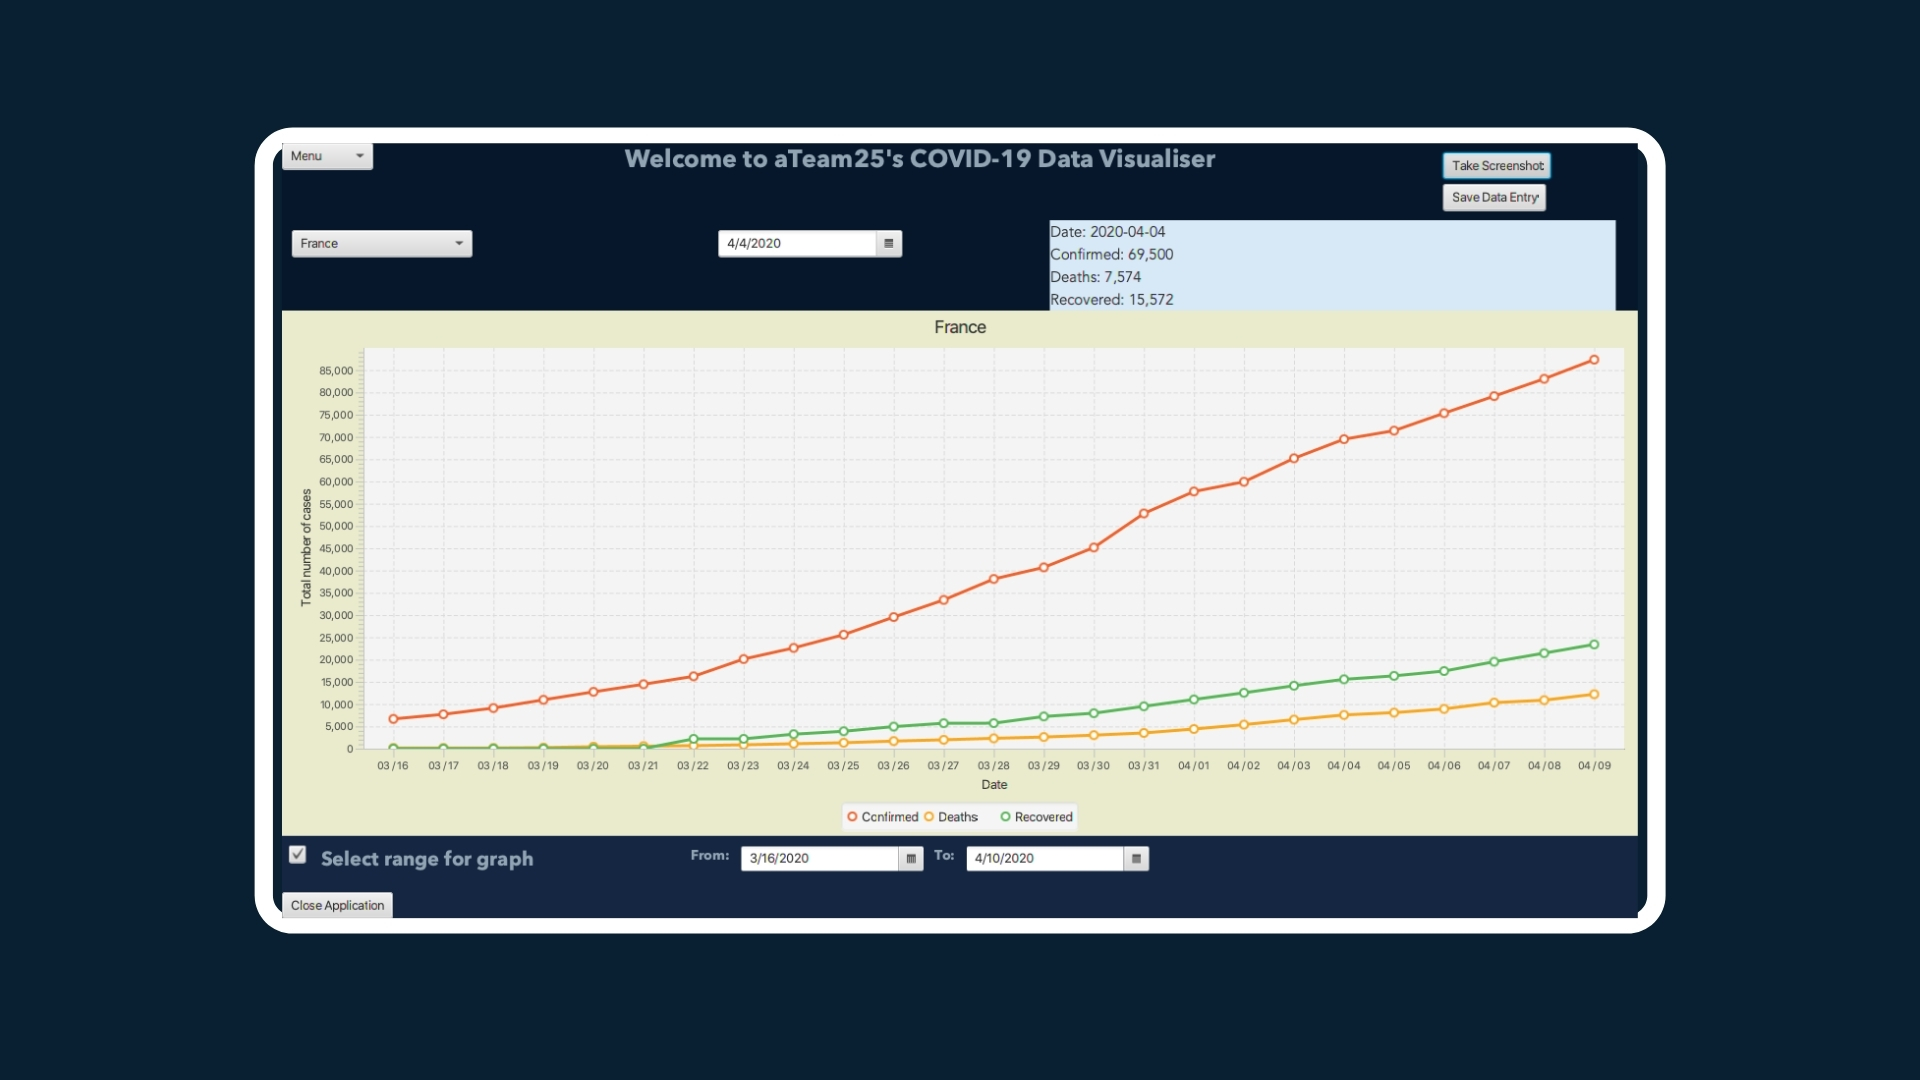 Menu
Welcome to aTeam25's COVID-19 Data Visualiser
Take Screenshot
Save Data Entry
France
4/4/2020
Date: 2020-04-04
Confirmed: 69,500
Deaths: 7,574
Recovered: 15,572
France
85,000
80,000
75,000
70,000
65,000
60,000
55,000
50,000
45,000
40,000
35,000
30,000
25,000
20,000
15,000
10,000
5,000
0
Total number of cases
03/16 03/17 03/18 03/19 03/20 03/21 03/22 03/23 03/24 03/25 03/26 03/27 03/28 03/29 03/30 03/31 04/01 04/02 04/03 04/04 04/05 04/06 04/07 04/08 04/09
Date
Confirmed Deaths Recovered
Select range for graph
From: 3/16/2020 To: 4/10/2020
Close Application